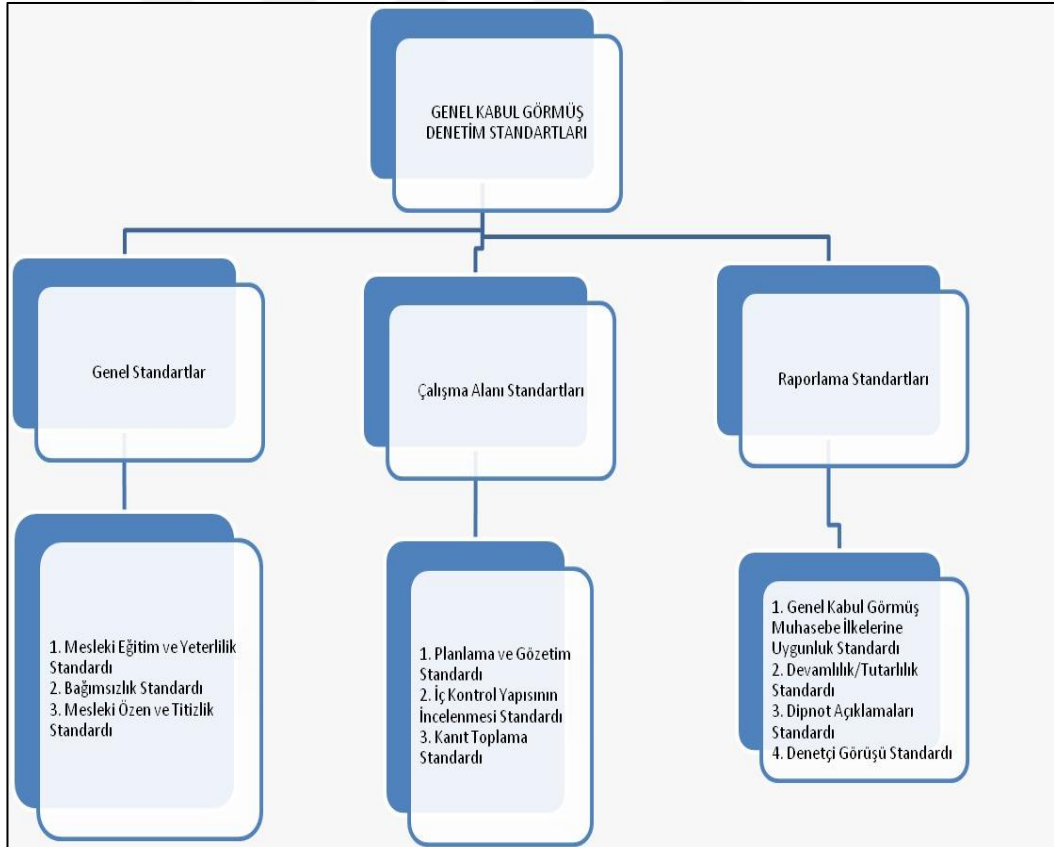 GENEL KABUL GÖRMÜŞ
DENETİM STANDARTLARI
Genel Standartlar
Çalışma Alanı Standartları
Raporlama Standartları
1. Mesleki Eğitim ve Yeterlilik
Standardı
2. Bağımsızlık Standardı
3. Mesleki Özen ve Titizlik
Standardı
1. Planlama ve Gözetim
Standardı
2. İç Kontrol Yapısının
İncelenmesi Standardı
3. Kanıt Toplama
Standardı
1. Genel Kabul Görmüş
Muhasebe İlkelerine
Uygunluk Standardı
2. Devamlılık/Tutarlılık
Standardı
3. Dipnot Açıklamaları
Standardı
4. Denetçi Görüşü Standardı